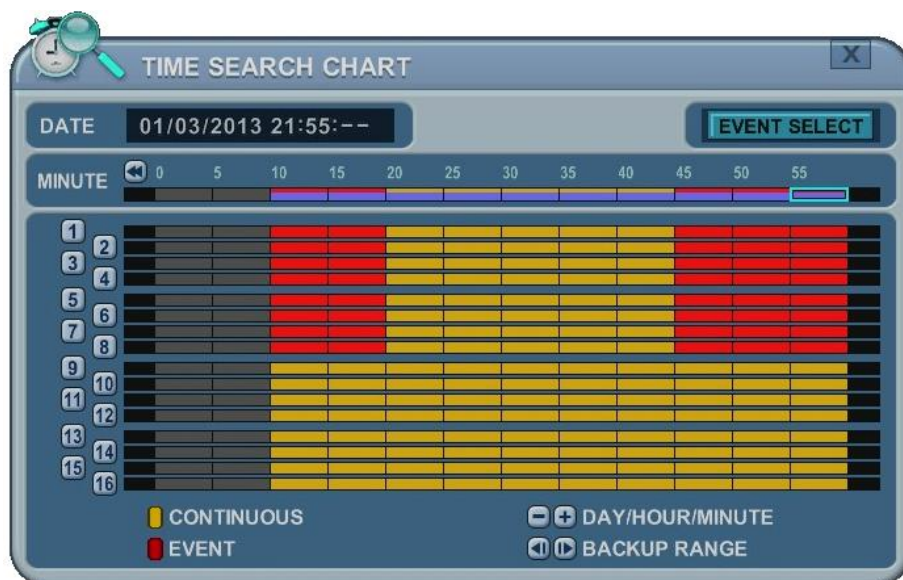 TIME SEARCH CHART
X
DATE 01/03/2013 21:55:--
EVENT SELECT
MINUTE 0 5 10 15 20 25 30 35 40 45 50 55
1
2
3
4
5
6
7
8
9
10
11
12
13
14
15
16
CONTINUOUS
- + DAY/HOUR/MINUTE
EVENT
BACKUP RANGE